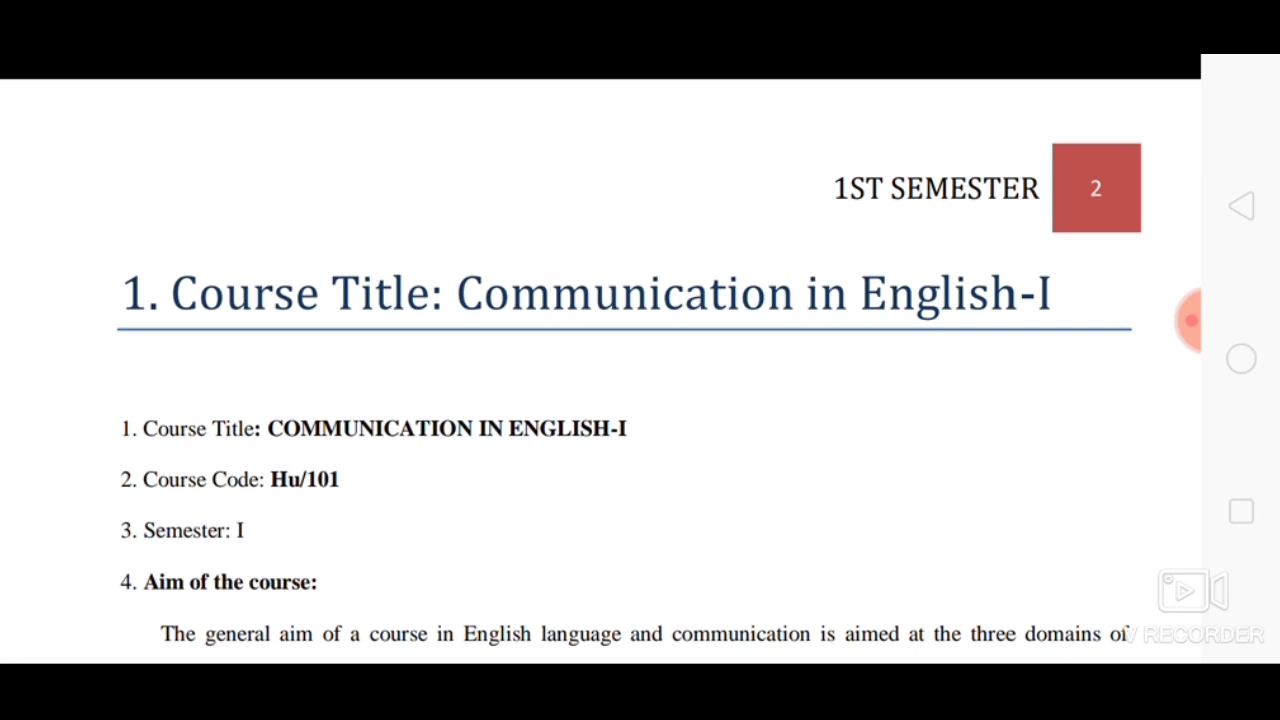 1ST SEMESTER 2
1. Course Title: Communication in English-I
1. Course Title: COMMUNICATION IN ENGLISH-I
2. Course Code: Hu/101
3. Semester: I
4. Aim of the course:
The general aim of a course in English language and communication is aimed at the three domains of
V RECORDER